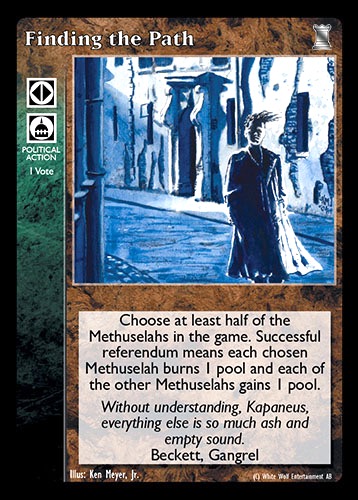 Finding the Path
POLITICAL
ACTION
1 Vote
Choose at least half of the
Methuselahs in the game. Successful
referendum means each chosen
Methuselah burns 1 pool and each of
the other Methuselahs gains 1 pool.
Without understanding, Kapaneus,
everything else is so much ash and
empty sound.
Beckett, Gangrel
Illus: Ken Meyer, Jr.
(C) White Wolf Entertainment AB